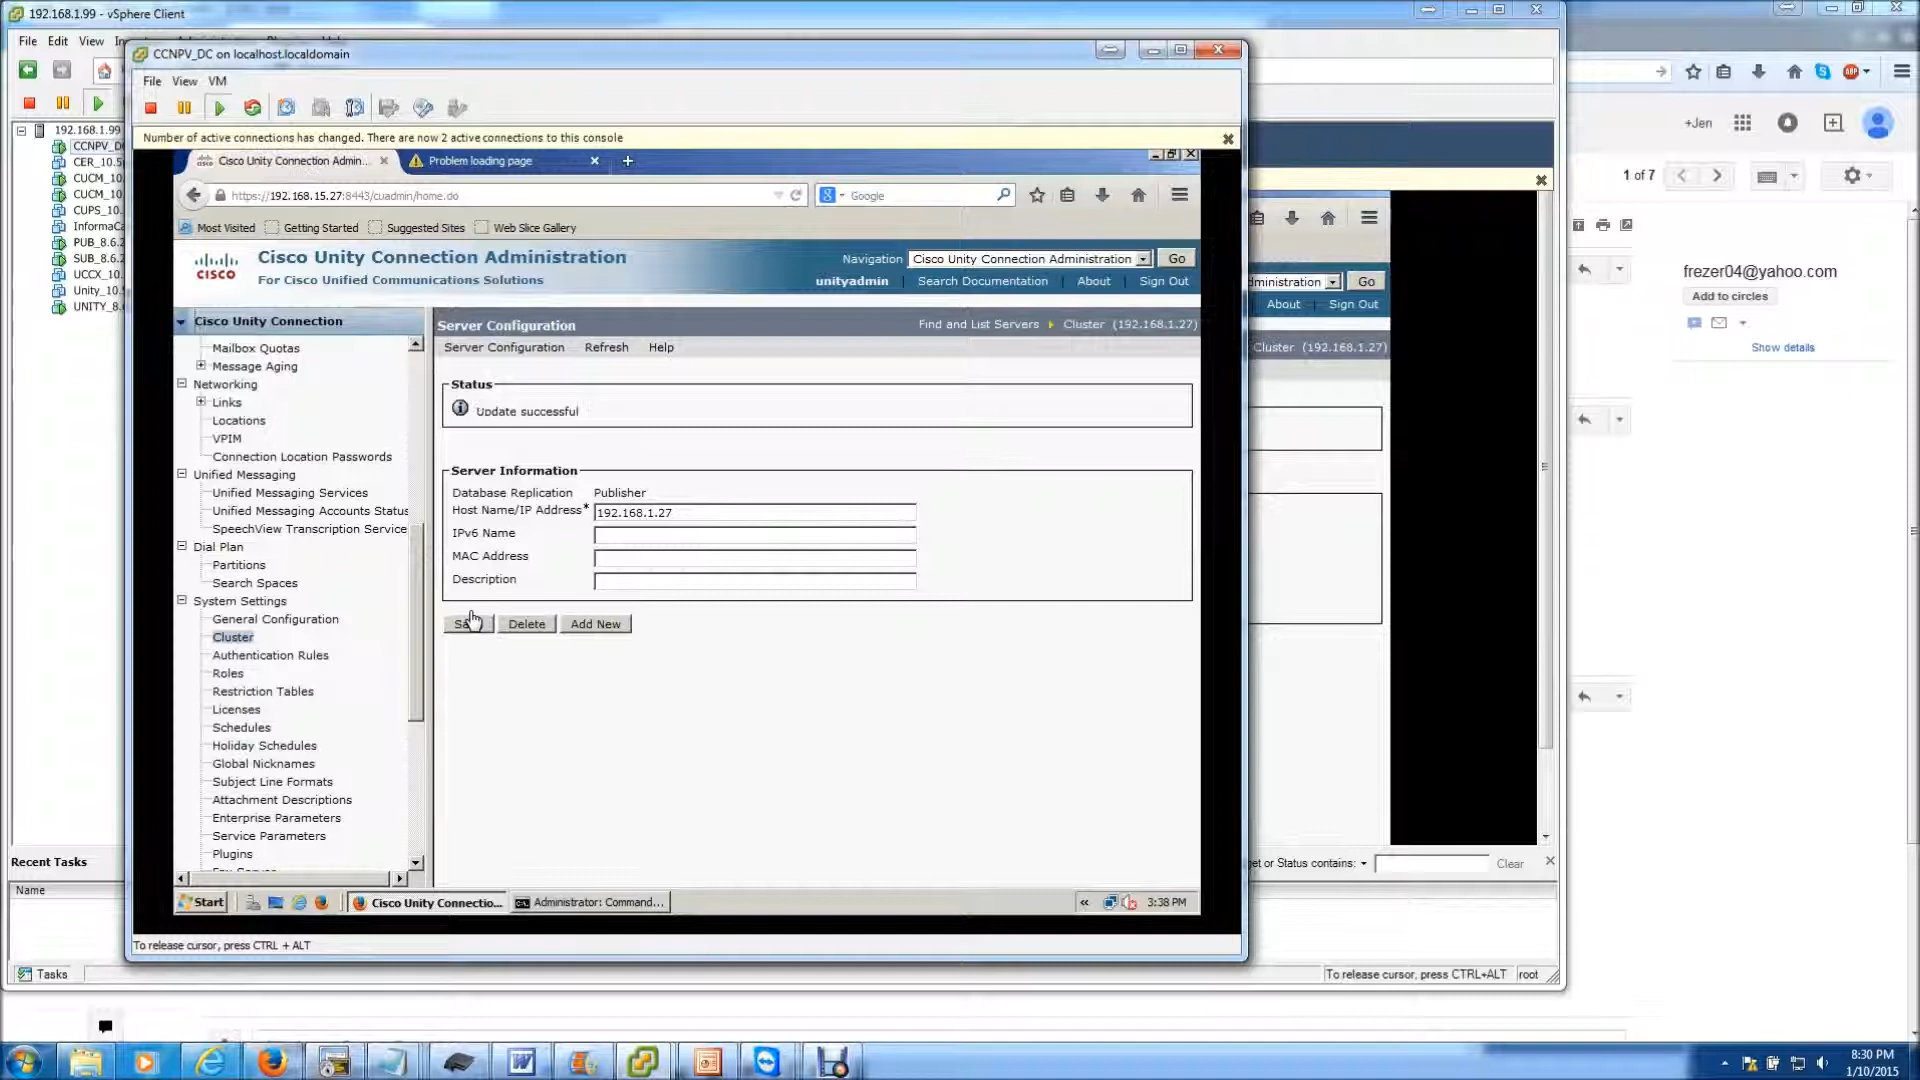 192.168.1.99 - vSphere Client
File Edit View
CCNPV_DC on localhost.localdomain
File View VM
Number of active connections has changed. There are now 2 active connections to this console
Cisco Unity Connection Admin...
Problem loading page
https://192.168.15.27:8443/cuadmin/home.do
Google
Most Visited Getting Started Suggested Sites Web Slice Gallery
CISCO
Cisco Unity Connection Administration
For Cisco Unified Communications Solutions
Navigation Cisco Unity Connection Administration Go
unityadmin Search Documentation About Sign Out
Cisco Unity Connection
Mailbox Quotas
Message Aging
Networking
Links
Locations
VPIM
Connection Location Passwords
Unified Messaging
Unified Messaging Services
Unified Messaging Accounts Status
SpeechView Transcription Service
Dial Plan
Partitions
Search Spaces
System Settings
General Configuration
Cluster
Authentication Rules
Roles
Restriction Tables
Licenses
Schedules
Holiday Schedules
Global Nicknames
Subject Line Formats
Attachment Descriptions
Enterprise Parameters
Service Parameters
Plugins
Server Configuration
Find and List Servers Cluster (192.168.1.27)
Server Configuration Refresh Help
Status
Update successful
Server Information
Database Replication Publisher
Host Name/IP Address* 192.168.1.27
IPv6 Name
MAC Address
Description
Delete Add New
Start
Cisco Unity Connectio...
Administrator: Command...
3:38 PM
To release cursor, press CTRL + ALT
192.168.1.99
CCNPV_D
CER_10.5
CUCM_10.
CUCM_10.
CUPS_10.
InformaCa
PUB_8.6.2
SUB_8.6.2
UCCX_10.
Unity_10.5
UNITY_8.
Recent Tasks
Name
Tasks
ministration Go
About Sign Out
Cluster (192.168.1.27)
et or Status contains: Clear
To release cursor, press CTRL+ALT root
+Jen
1 of 7
frezer04@yahoo.com
Add to circles
Show details
8:30 PM
1/10/2015